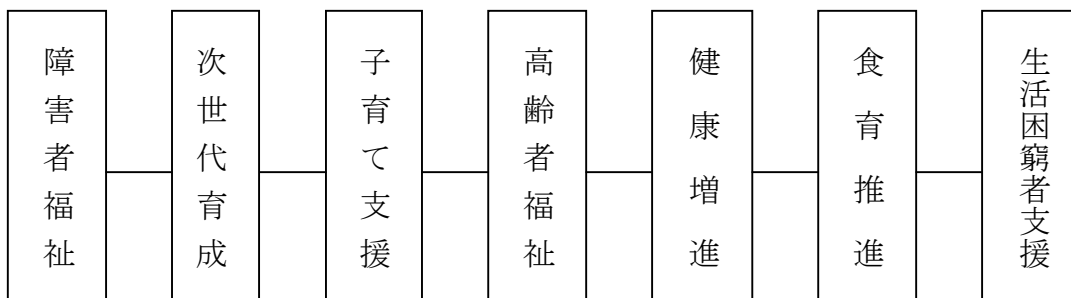 障害者福祉
次世代育成
子育て支援
高齢者福祉
健康増進
食育推進
生活困窮者支援